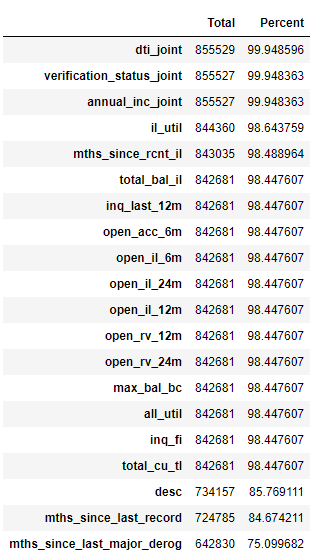 Total Percent
dti_joint 855529 99.948596
verification_status_joint 855527 99.948363
annual_inc_joint 855527 99.948363
il_util 844360 98.643759
mths_since_rcnt_il 843035 98.488964
total_bal_il 842681 98.447607
inq_last_12m 842681 98.447607
open_acc_6m 842681 98.447607
open_il_6m 842681 98.447607
open_il_24m 842681 98.447607
open_il_12m 842681 98.447607
open_rv_12m 842681 98.447607
open_rv_24m 842681 98.447607
max_bal_bc 842681 98.447607
all_util 842681 98.447607
inq_fi 842681 98.447607
total_cu_tl 842681 98.447607
desc 734157 85.769111
mths_since_last_record 724785 84.674211
mths_since_last_major_derog 642830 75.099682